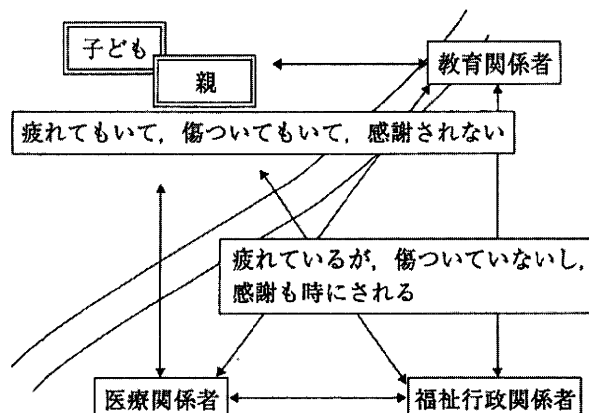 子ども
親
教育関係者
疲れてもいて，傷ついてもいて，感謝されない
疲れているが，傷ついていないし，
感謝も時にされる
医療関係者
福祉行政関係者